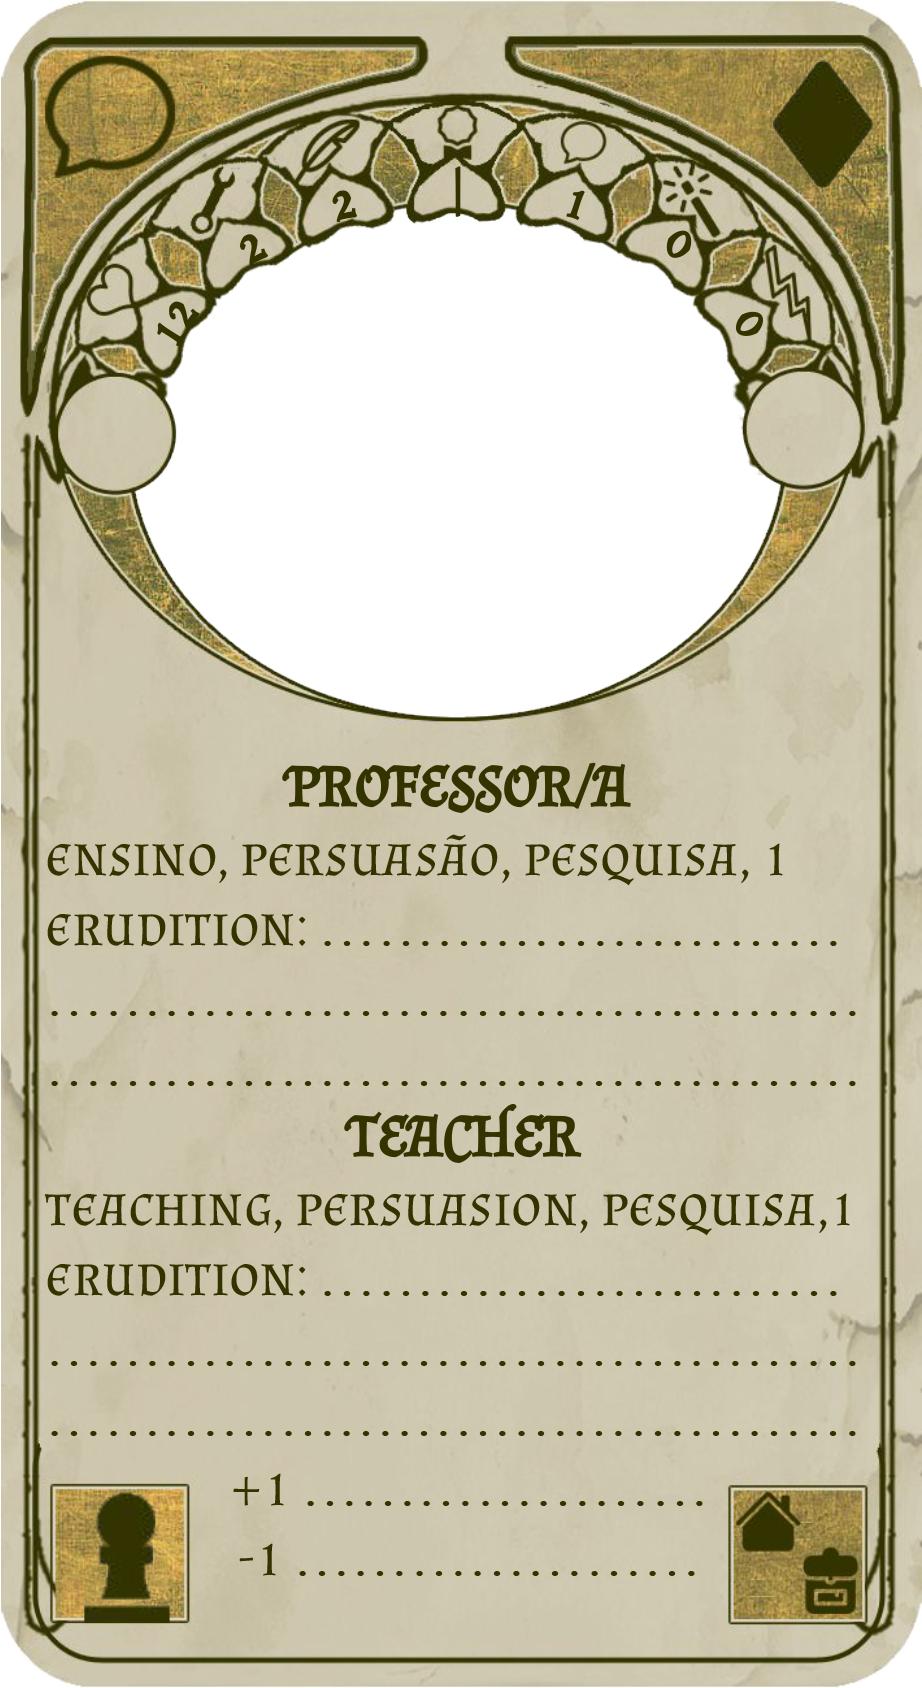 12
2
2
1
0
0
PROFESSOR/A
ENSINO, PERSUASÃO, PESQUISA, 1
ERUDITION: ...........................
..........................................
..........................................
TEACHER
TEACHING, PERSUASION, PESQUISA,1
ERUDITION: ...........................
..........................................
..........................................
+1 .....................
-1 .....................